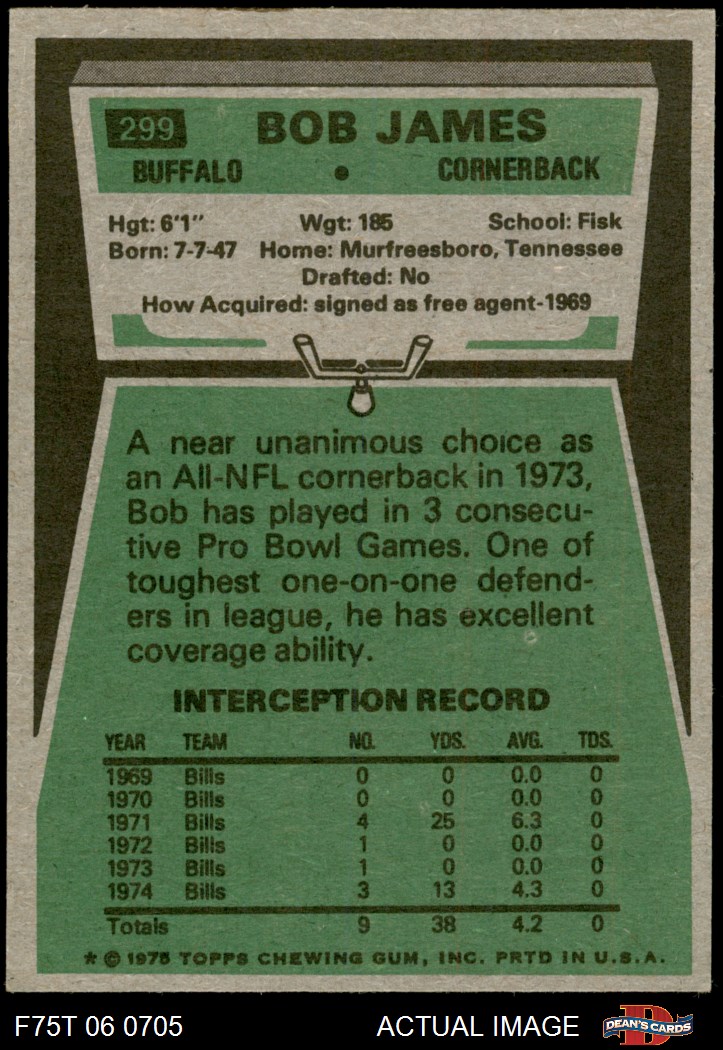 299 BOB JAMES
BUFFALO • CORNERBACK
Hgt: 6'1" Wgt: 185 School: Fisk
Born: 7-7-47 Home: Murfreesboro, Tennessee
Drafted: No
How Acquired: signed as free agent-1969
A near unanimous choice as
an All-NFL cornerback in 1973,
Bob has played in 3 consecu-
tive Pro Bowl Games. One of
toughest one-on-one defend-
ers in league, he has excellent
coverage ability.
INTERCEPTION RECORD
YEAR TEAM NO. YDS. AVG. TDS.
1969 Bills 0 0 0.0 0
1970 Bills 0 0 0.0 0
1971 Bills 4 25 6.3 0
1972 Bills 1 0 0.0 0
1973 Bills 1 0 0.0 0
1974 Bills 3 13 4.3 0
Totals 9 38 4.2 0
* © 1975 TOPPS CHEWING GUM, INC. PRTD IN U.S.A.
F75T 06 0705 ACTUAL IMAGE D DEAN'S CARDS